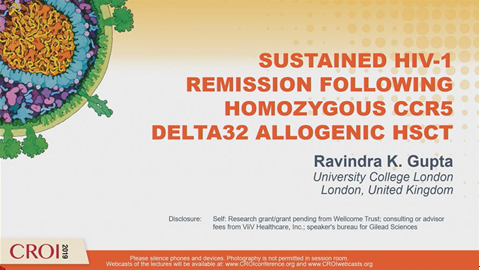 SUSTAINED HIV-1
REMISSION FOLLOWING
HOMOZYGOUS CCR5
DELTA32 ALLOGENIC HSCT
Ravindra K. Gupta
University College London
London, United Kingdom
Disclosure: Self: Research grant/grant pending from Wellcome Trust; consulting or advisor
fees from ViiV Healthcare, Inc.; speaker's bureau for Gilead Sciences
CROI 2019
Please silence phones and devices. Photography is not permitted in session room.
Webcasts of the lectures will be available at: www.CROIconference.org and www.CROIwebcasts.org